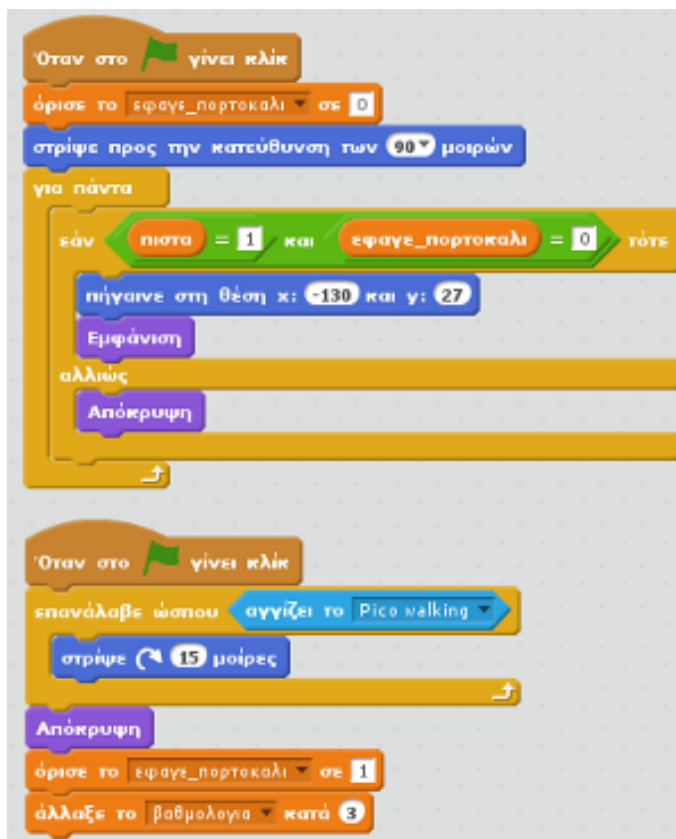 Όταν στο γίνει κλίκ
όρισε το εφαγε_πορτοκαλι σε 0
στρίψε προς την κατεύθυνση των 90 μοιρών
για πάντα
εάν πιστα = 1 και εφαγε_πορτοκαλι = 0 τότε
πήγαινε στη θέση x: -130 και y: 27
Εμφάνιση
αλλιώς
Απόκρυψη
Όταν στο γίνει κλίκ
επανάλαβε ώσπου αγγίζει το Pico walking
στρίψε 15 μοίρες
Απόκρυψη
όρισε το εφαγε_πορτοκαλι σε 1
άλλαξε το βαθμολογια κατά 3